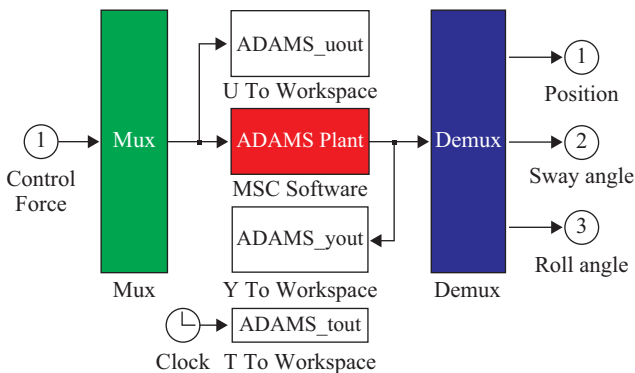 ADAMS_uout
U To Workspace
1
Control
Force
Mux
Mux
ADAMS Plant
MSC Software
ADAMS_yout
Y To Workspace
Demux
Demux
1
Position
2
Sway angle
3
Roll angle
Clock
ADAMS_tout
T To Workspace